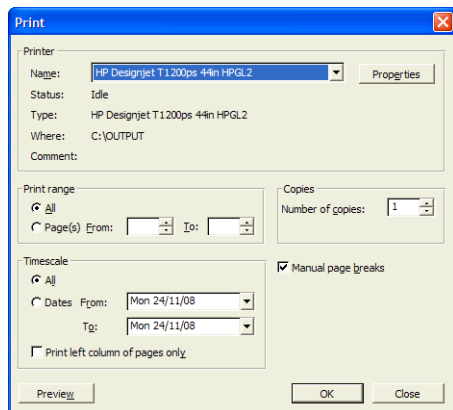 Print
Printer
Name: HP Designjet T1200ps 44in HPGL2 Properties
Status: Idle
Type: HP Designjet T1200ps 44in HPGL2
Where: C:\OUTPUT
Comment:
Print range
All
Page(s) From: To:
Copies
Number of copies: 1
Timescale
All
Dates From: Mon 24/11/08
To: Mon 24/11/08
Print left column of pages only
Manual page breaks
Preview OK Close